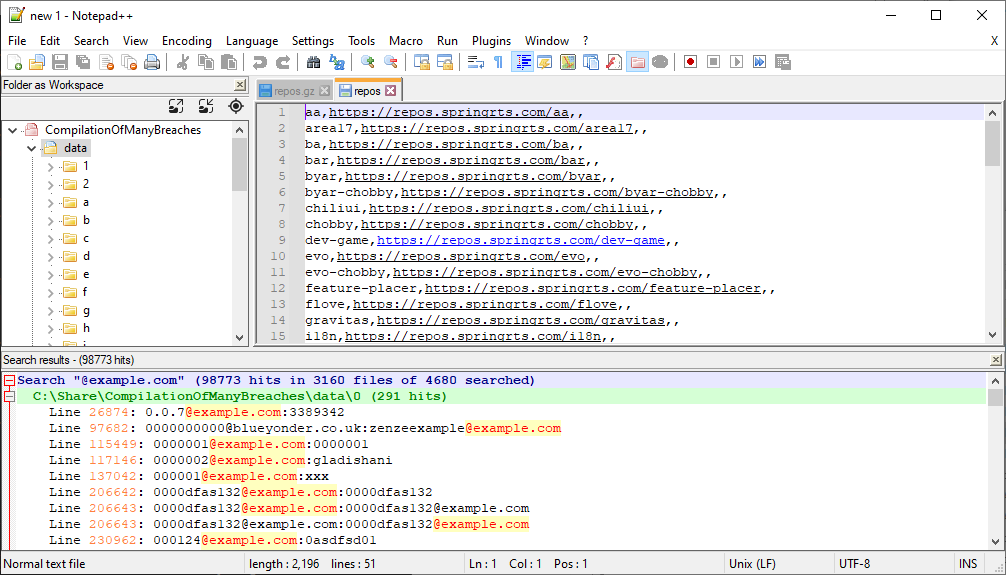 new 1 - Notepad++
File Edit Search View Encoding Language Settings Tools Macro Run Plugins Window ? X
Folder as Workspace
CompilationOfManyBreaches
data
1
2
a
b
c
d
e
f
g
h
repos.gz repos
1 aa,https://repos.springrts.com/aa,,
2 area17,https://repos.springrts.com/area17,,
3 ba,https://repos.springrts.com/ba,,
4 bar,https://repos.springrts.com/bar,,
5 byar,https://repos.springrts.com/byar,,
6 byar-chobby,https://repos.springrts.com/byar-chobby,,
7 chiliui,https://repos.springrts.com/chiliui,,
8 chobby,https://repos.springrts.com/chobby,,
9 dev-game,https://repos.springrts.com/dev-game,,
10 evo,https://repos.springrts.com/evo,,
11 evo-chobby,https://repos.springrts.com/evo-chobby,,
12 feature-placer,https://repos.springrts.com/feature-placer,,
13 flove,https://repos.springrts.com/flove,,
14 gravitas,https://repos.springrts.com/gravitas,,
15 i18n,https://repos.springrts.com/i18n,,
Search results - (98773 hits)
Search "@example.com" (98773 hits in 3160 files of 4680 searched)
C:\Share\CompilationOfManyBreaches\data\0 (291 hits)
Line 26874: 0.0.7@example.com:3389342
Line 97682: 0000000000@blueyonder.co.uk:zenzeexample@example.com
Line 115449: 0000001@example.com:0000001
Line 117146: 0000002@example.com:gladishani
Line 137042: 000001@example.com:xxx
Line 206642: 0000dfas132@example.com:0000dfas132
Line 206643: 0000dfas132@example.com:0000dfas132@example.com
Line 206643: 0000dfas132@example.com:0000dfas132@example.com
Line 230962: 000124@example.com:0asdfsd01
Normal text file length : 2,196 lines : 51 Ln : 1 Col : 1 Pos : 1 Unix (LF) UTF-8 INS